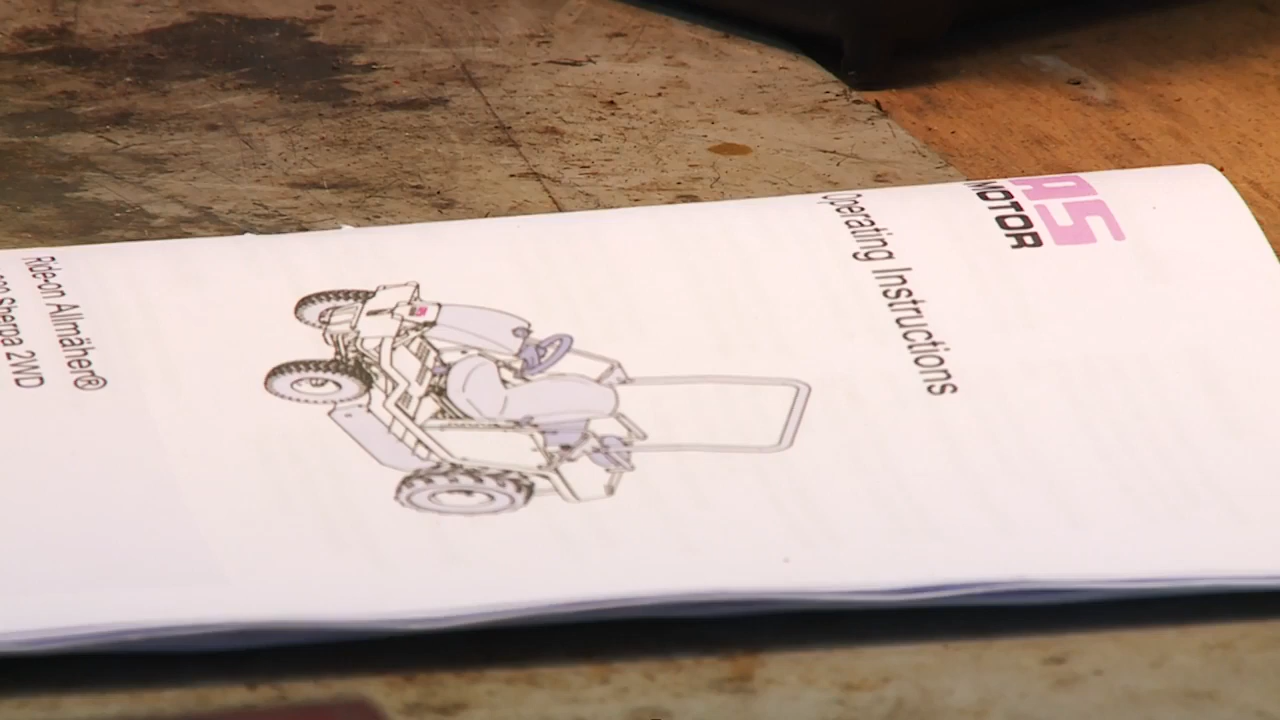 AS
MOTOR
Operating Instructions
Ride-on Allmäher®
Sherpa 2WD